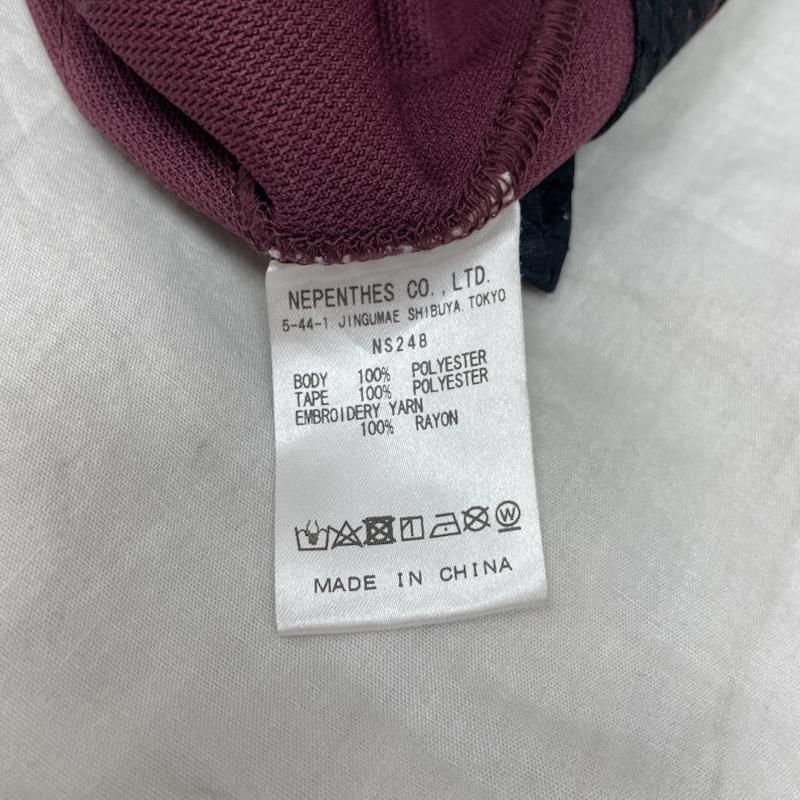 NEPENTHES CO.,LTD.
5-44-1, JINGUMAE SHIBUYA, TOKYO
NS248
BODY 100% POLYESTER
TAPE 100% POLYESTER
EMBROIDERY YARN
100% RAYON
W
MADE IN CHINA